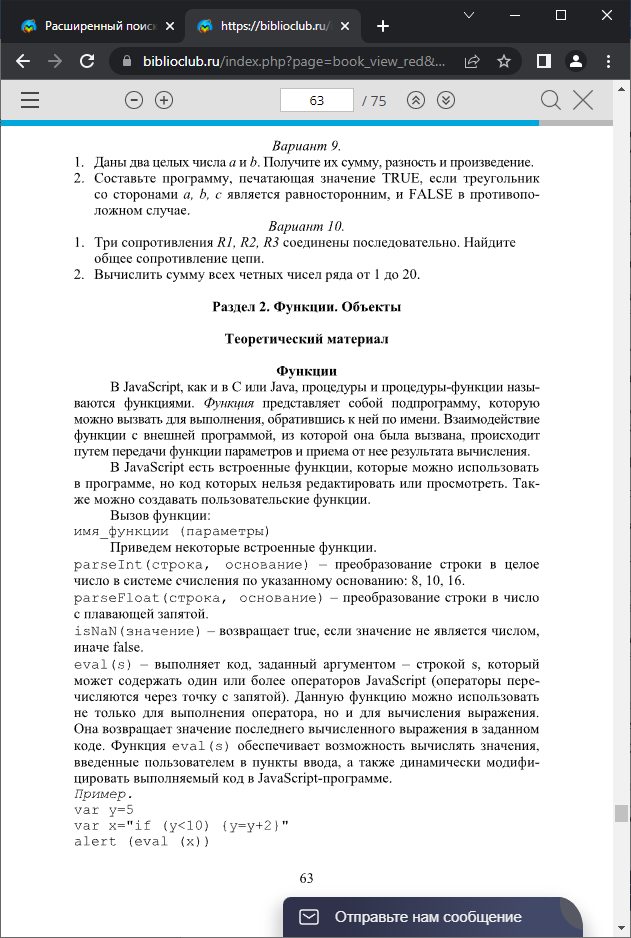 Расширенный поиск
https://biblioclub.ru/
biblioclub.ru/index.php?page=book_view_red&...
63 / 75
Вариант 9.
1. Даны два целых числа a и b. Получите их сумму, разность и произведение.
2. Составьте программу, печатающая значение TRUE, если треугольник
со сторонами a, b, c является равносторонним, и FALSE в противопо-
ложном случае.
Вариант 10.
1. Три сопротивления R1, R2, R3 соединены последовательно. Найдите
общее сопротивление цепи.
2. Вычислить сумму всех четных чисел ряда от 1 до 20.
Раздел 2. Функции. Объекты
Теоретический материал
Функции
В JavaScript, как и в C или Java, процедуры и процедуры-функции назы-
ваются функциями. Функция представляет собой подпрограмму, которую
можно вызвать для выполнения, обратившись к ней по имени. Взаимодействие
функции с внешней программой, из которой она была вызвана, происходит
путем передачи функции параметров и приема от нее результата вычисления.
В JavaScript есть встроенные функции, которые можно использовать
в программе, но код которых нельзя редактировать или просмотреть. Так-
же можно создавать пользовательские функции.
Вызов функции:
имя_функции (параметры)
Приведем некоторые встроенные функции.
parseInt(строка, основание) – преобразование строки в целое
число в системе счисления по указанному основанию: 8, 10, 16.
parseFloat(строка, основание) – преобразование строки в число
с плавающей запятой.
isNaN(значение) – возвращает true, если значение не является числом,
иначе false.
eval(s) – выполняет код, заданный аргументом – строкой s, который
может содержать один или более операторов JavaScript (операторы пере-
числяются через точку с запятой). Данную функцию можно использовать
не только для выполнения оператора, но и для вычисления выражения.
Она возвращает значение последнего вычисленного выражения в заданном
коде. Функция eval(s) обеспечивает возможность вычислять значения,
введенные пользователем в пункты ввода, а также динамически модифи-
цировать выполняемый код в JavaScript-программе.
Пример.
var y=5
var x="if (y<10) {y=y+2}"
alert (eval (x))
63
Отправьте нам сообщение